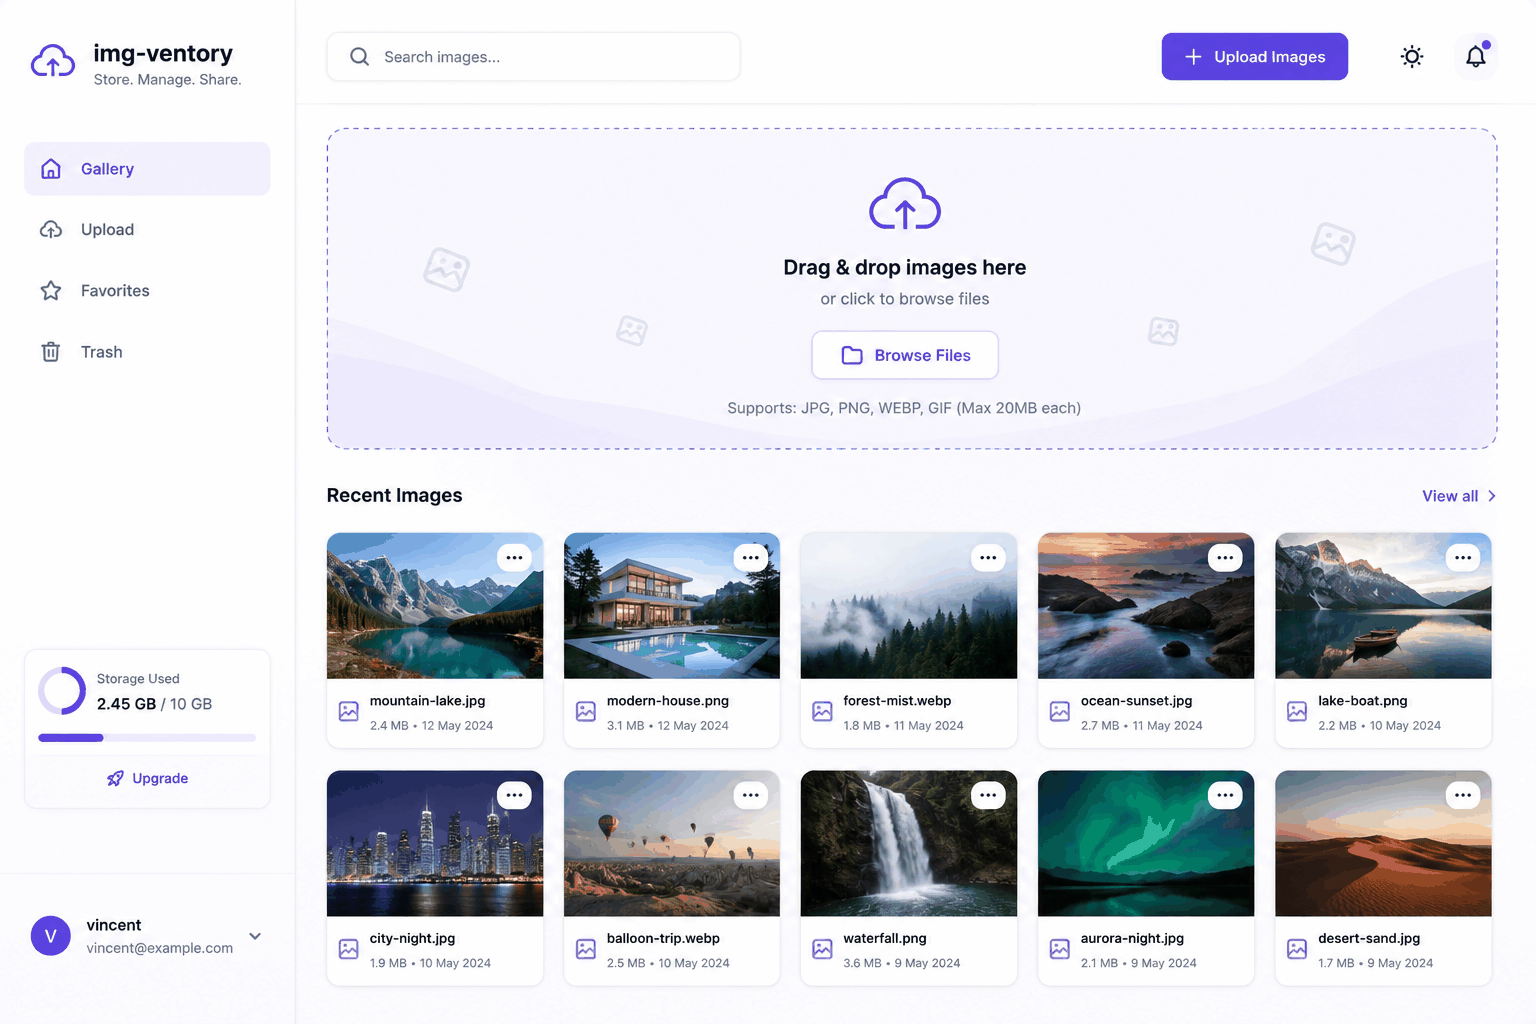 img-ventory
Store. Manage. Share.
Search images...
Upload Images
Gallery
Upload
Favorites
Trash
Drag & drop images here
or click to browse files
Browse Files
Supports: JPG, PNG, WEBP, GIF (Max 20MB each)
Recent Images
View all
mountain-lake.jpg
2.4 MB • 12 May 2024
modern-house.png
3.1 MB • 12 May 2024
forest-mist.webp
1.8 MB • 11 May 2024
ocean-sunset.jpg
2.7 MB • 11 May 2024
lake-boat.png
2.2 MB • 10 May 2024
city-night.jpg
1.9 MB • 10 May 2024
balloon-trip.webp
2.5 MB • 10 May 2024
waterfall.png
3.6 MB • 9 May 2024
aurora-night.jpg
2.1 MB • 9 May 2024
desert-sand.jpg
1.7 MB • 9 May 2024
Storage Used
2.45 GB / 10 GB
Upgrade
V
vincent
vincent@example.com